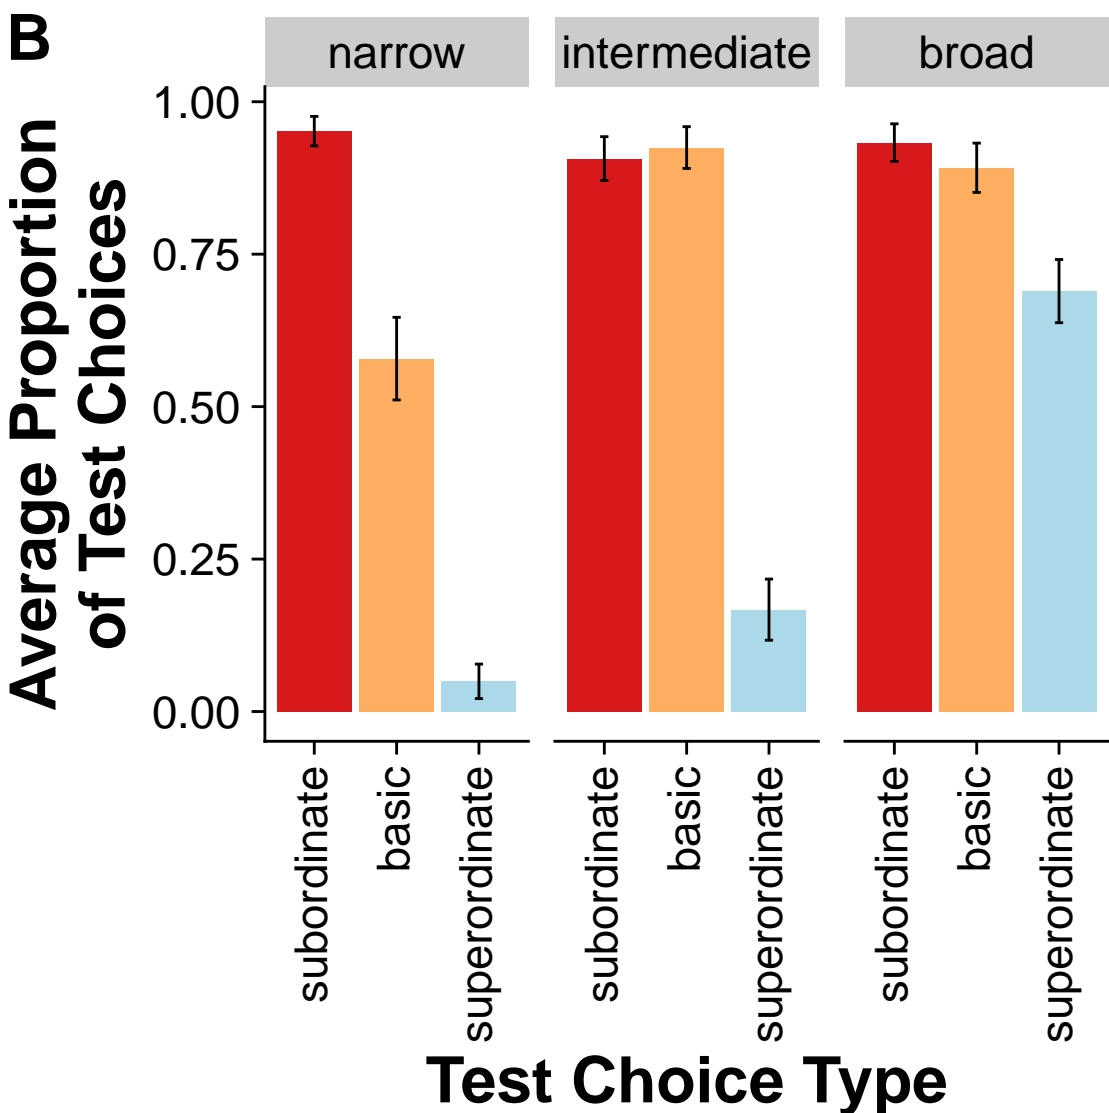 B
narrow
intermediate
broad
Average Proportion
of Test Choices
1.00
0.75
0.50
0.25
0.00
subordinate
basic
superordinate
subordinate
basic
superordinate
subordinate
basic
superordinate
Test Choice Type